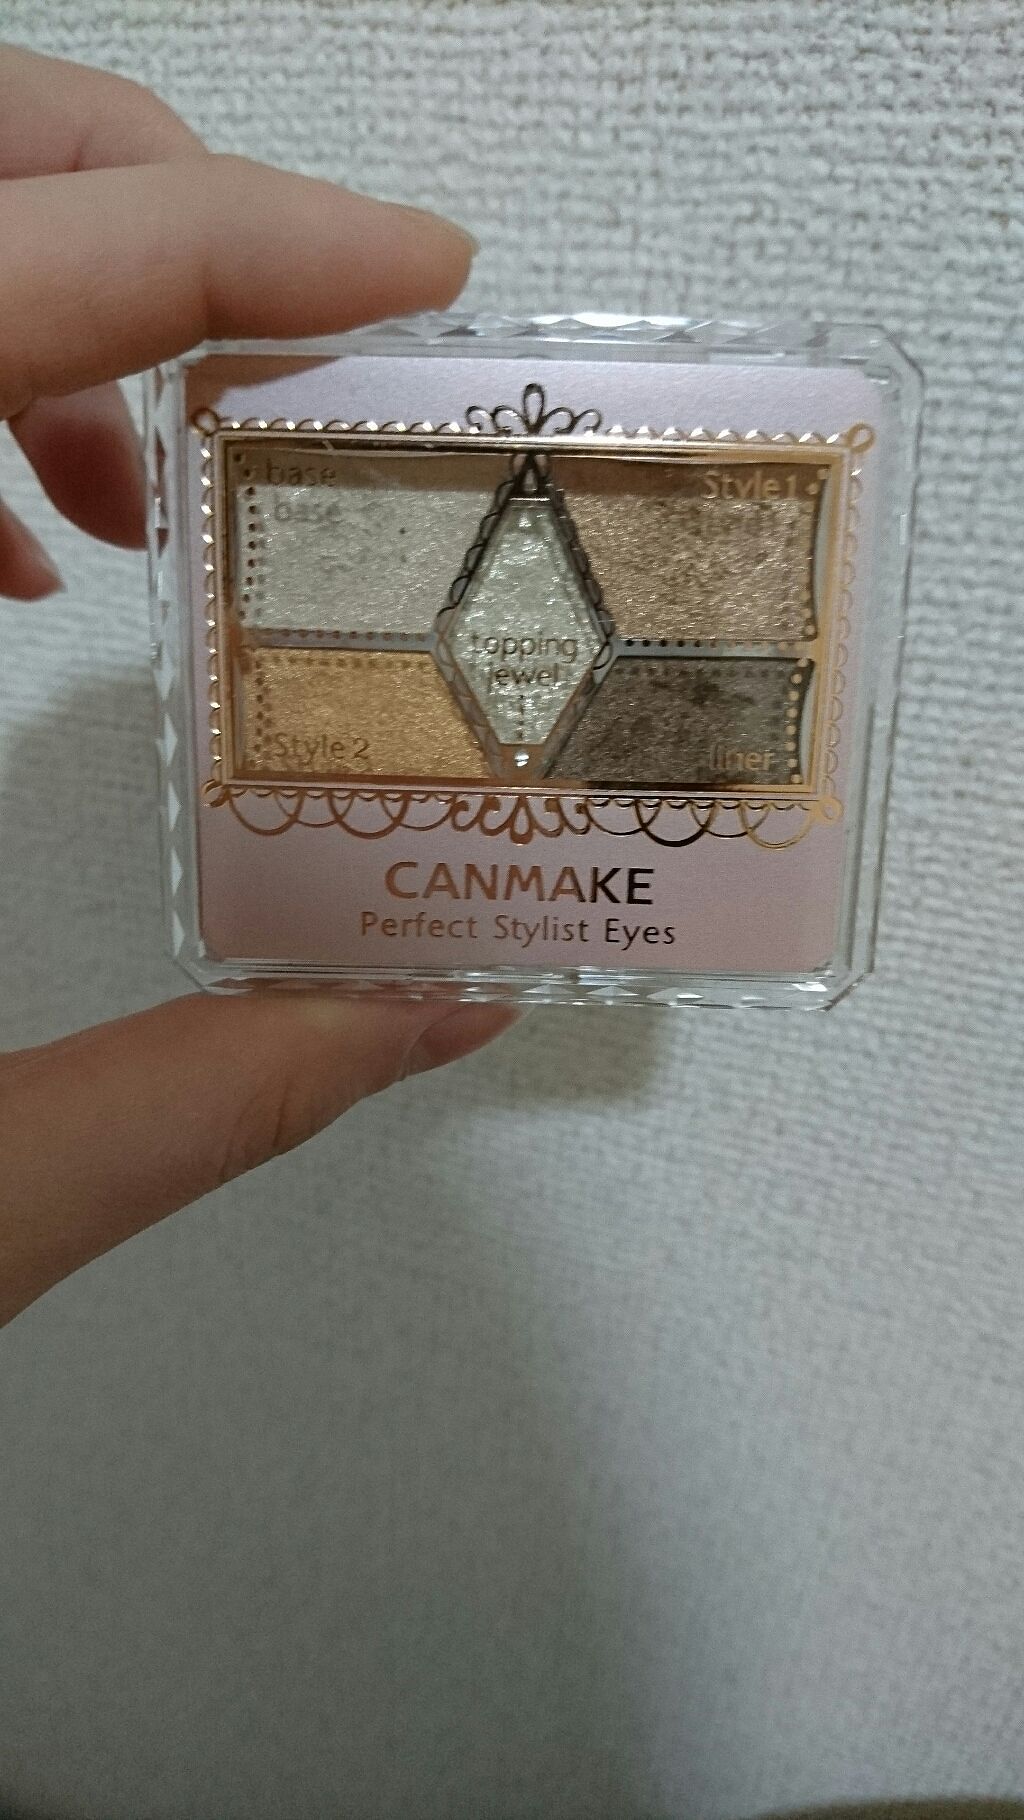 base
Style1
topping
jewel
Style2
liner
CANMAKE
Perfect Stylist Eyes